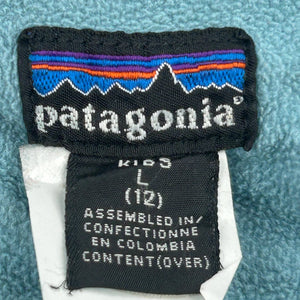 patagonia®
KIDS
L
(12)
ASSEMBLED IN/
CONFECTIONNE
EN COLOMBIA
CONTENT(OVER)